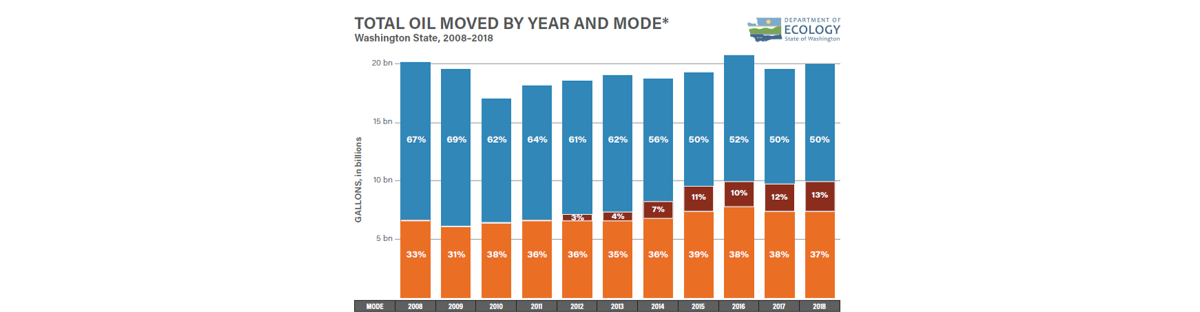 TOTAL OIL MOVED BY YEAR AND MODE*
Washington State, 2008–2018
DEPARTMENT OF
ECOLOGY
State of Washington
GALLONS, in billions
20 bn
15 bn
10 bn
5 bn
67% 69% 62% 64% 61% 62% 56% 50% 52% 50% 50%
3% 4% 7% 11% 10% 12% 13%
33% 31% 38% 36% 36% 35% 36% 39% 38% 38% 37%
MODE 2008 2009 2010 2011 2012 2013 2014 2015 2016 2017 2018